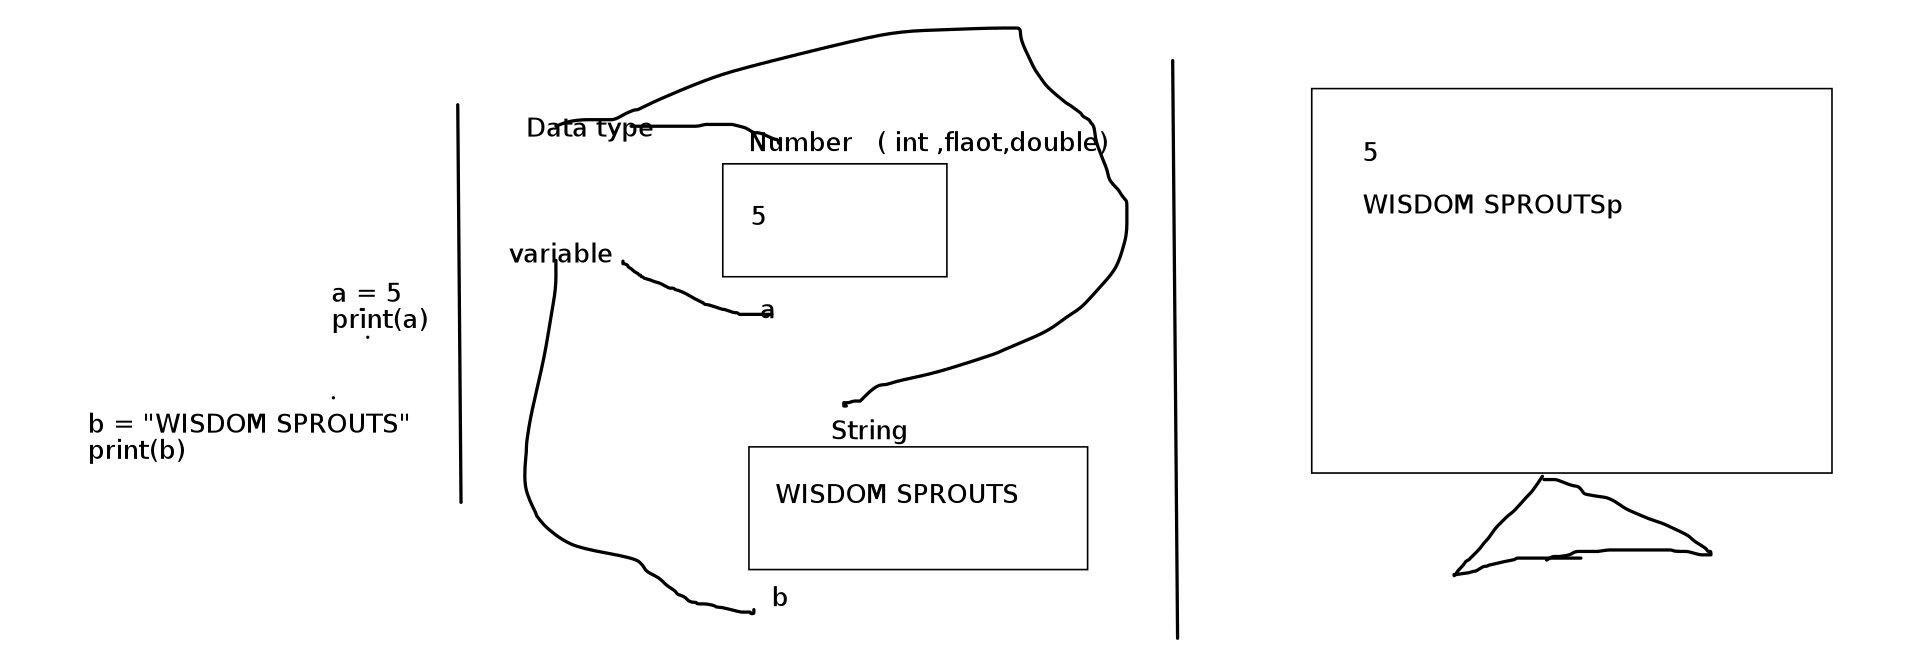 a = 5
print(a)
b = "WISDOM SPROUTS"
print(b)
Data type
Number ( int ,flaot,double)
5
variable
a
String
WISDOM SPROUTS
b
5
WISDOM SPROUTSp